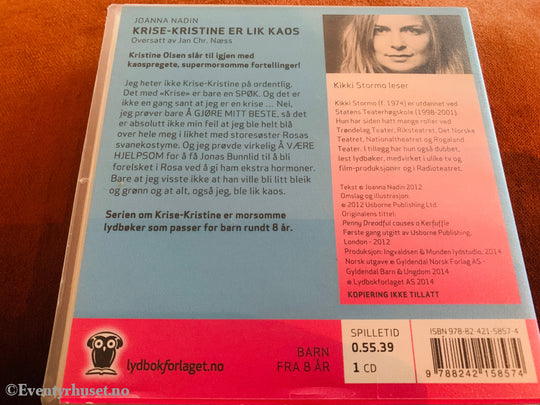 JOANNA NADIN
KRISE-KRISTINE ER LIK KAOS
Oversatt av Jan Chr. Næss
Kristine Olsen slår til igjen med
kaospregete, supermorsomme fortellinger!
Jeg heter ikke Krise-Kristine på ordentlig.
Det med «Krise» er bare en SPØK. Og det er
ikke en gang sant at jeg er en krise ... Nei,
jeg prøver bare Å GJØRE MITT BESTE, så det
er absolutt ikke min feil at jeg ble helt blå
over hele meg i likhet med storesøster Rosas
svanekostyme. Og jeg prøvde virkelig Å VÆRE
HJELPSOM for å få Jonas Bunnlid til å bli
forelsket i Rosa ved å gi ham ekstra hormoner.
Bare at jeg visste ikke at han ville bli litt bleik
og grønn og at alt, også jeg, ble lik kaos.
Serien om Krise-Kristine er morsomme
lydbøker som passer for barn rundt 8 år.
Kikki Stormo leser
Kikki Stormo (f. 1974) er utdannet ved
Statens Teaterhøgskole (1998-2001).
Hun har siden hatt mange roller ved
Trøndelag Teater, Riksteatret, Det Norske
Teatret, Nationaltheatret og Rogaland
Teater. I tillegg har hun også dubbet,
lest lydbøker, medvirket i ulike tv og
film-produksjoner og i Radioteatret.
Tekst © Joanna Nadin 2012
Omslag og illustrasjon:
© 2012 Usborne Publishing Ltd.
Originalens tittel:
Penny Dreadful causes a Kerfuffle
Første gang utgitt av Usborne Publishing,
London - 2012
Produksjon: Ingvaldsen & Munden lydstudio, 2014
Norsk utgave © Gyldendal Norsk Forlag AS -
Gyldendal Barn & Ungdom 2014
© Lydbokforlaget AS 2014
KOPIERING IKKE TILLATT
lydbokforlaget.no
BARN
FRA 8 ÅR
SPILLETID
0.55.39
1 CD
ISBN 978-82-421-5857-4
9 788242 158574
©Eventyrhuset.no